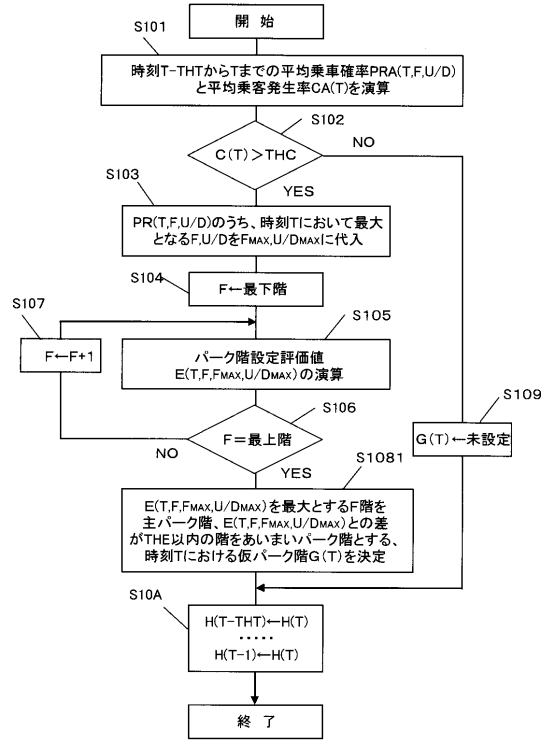 開 始
S101
時刻T-THTからTまでの平均乗車確率PRA(T,F,U/D)
と平均乗客発生率CA(T)を演算
S102
C(T)>THC
NO
YES
S103
PR(T,F,U/D)のうち、時刻Tにおいて最大
となるF,U/DをFMAX,U/DMAXに代入
S104
F←最下階
S107
F←F+1
S105
パーク階設定評価値
E(T,F,FMAX,U/DMAX)の演算
S106
F=最上階
NO
YES
S109
G(T)←未設定
S1081
E(T,F,FMAX,U/DMAX)を最大とするF階を
主パーク階、E(T,F,FMAX,U/DMAX)との差
がTHE以内の階をあいまいパーク階とする、
時刻Tにおける仮パーク階G(T)を決定
S10A
H(T-THT)←H(T)
・・・・・
H(T-1)←H(T)
終 了